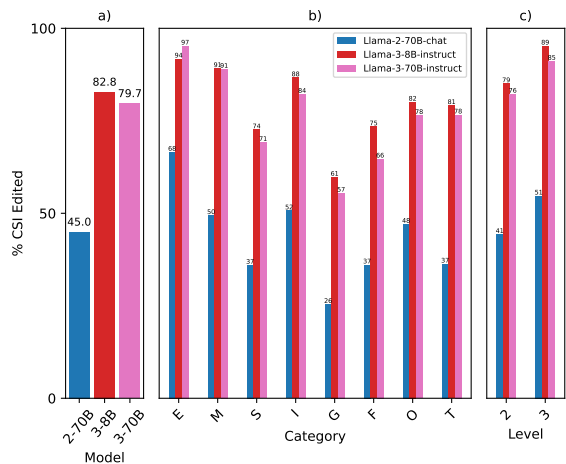 a) b) c)
100
50
0
% CSI Edited
45.0 82.8 79.7
2-70B 3-8B 3-70B
Model
Llama-2-70B-chat
Llama-3-8B-instruct
Llama-3-70B-instruct
68 94 97
50 91 91
37 74 71
52 88 84
26 61 57
37 75 66
48 82 78
37 81 78
E M S I G F O T
Category
41 79 76
51 89 85
2 3
Level